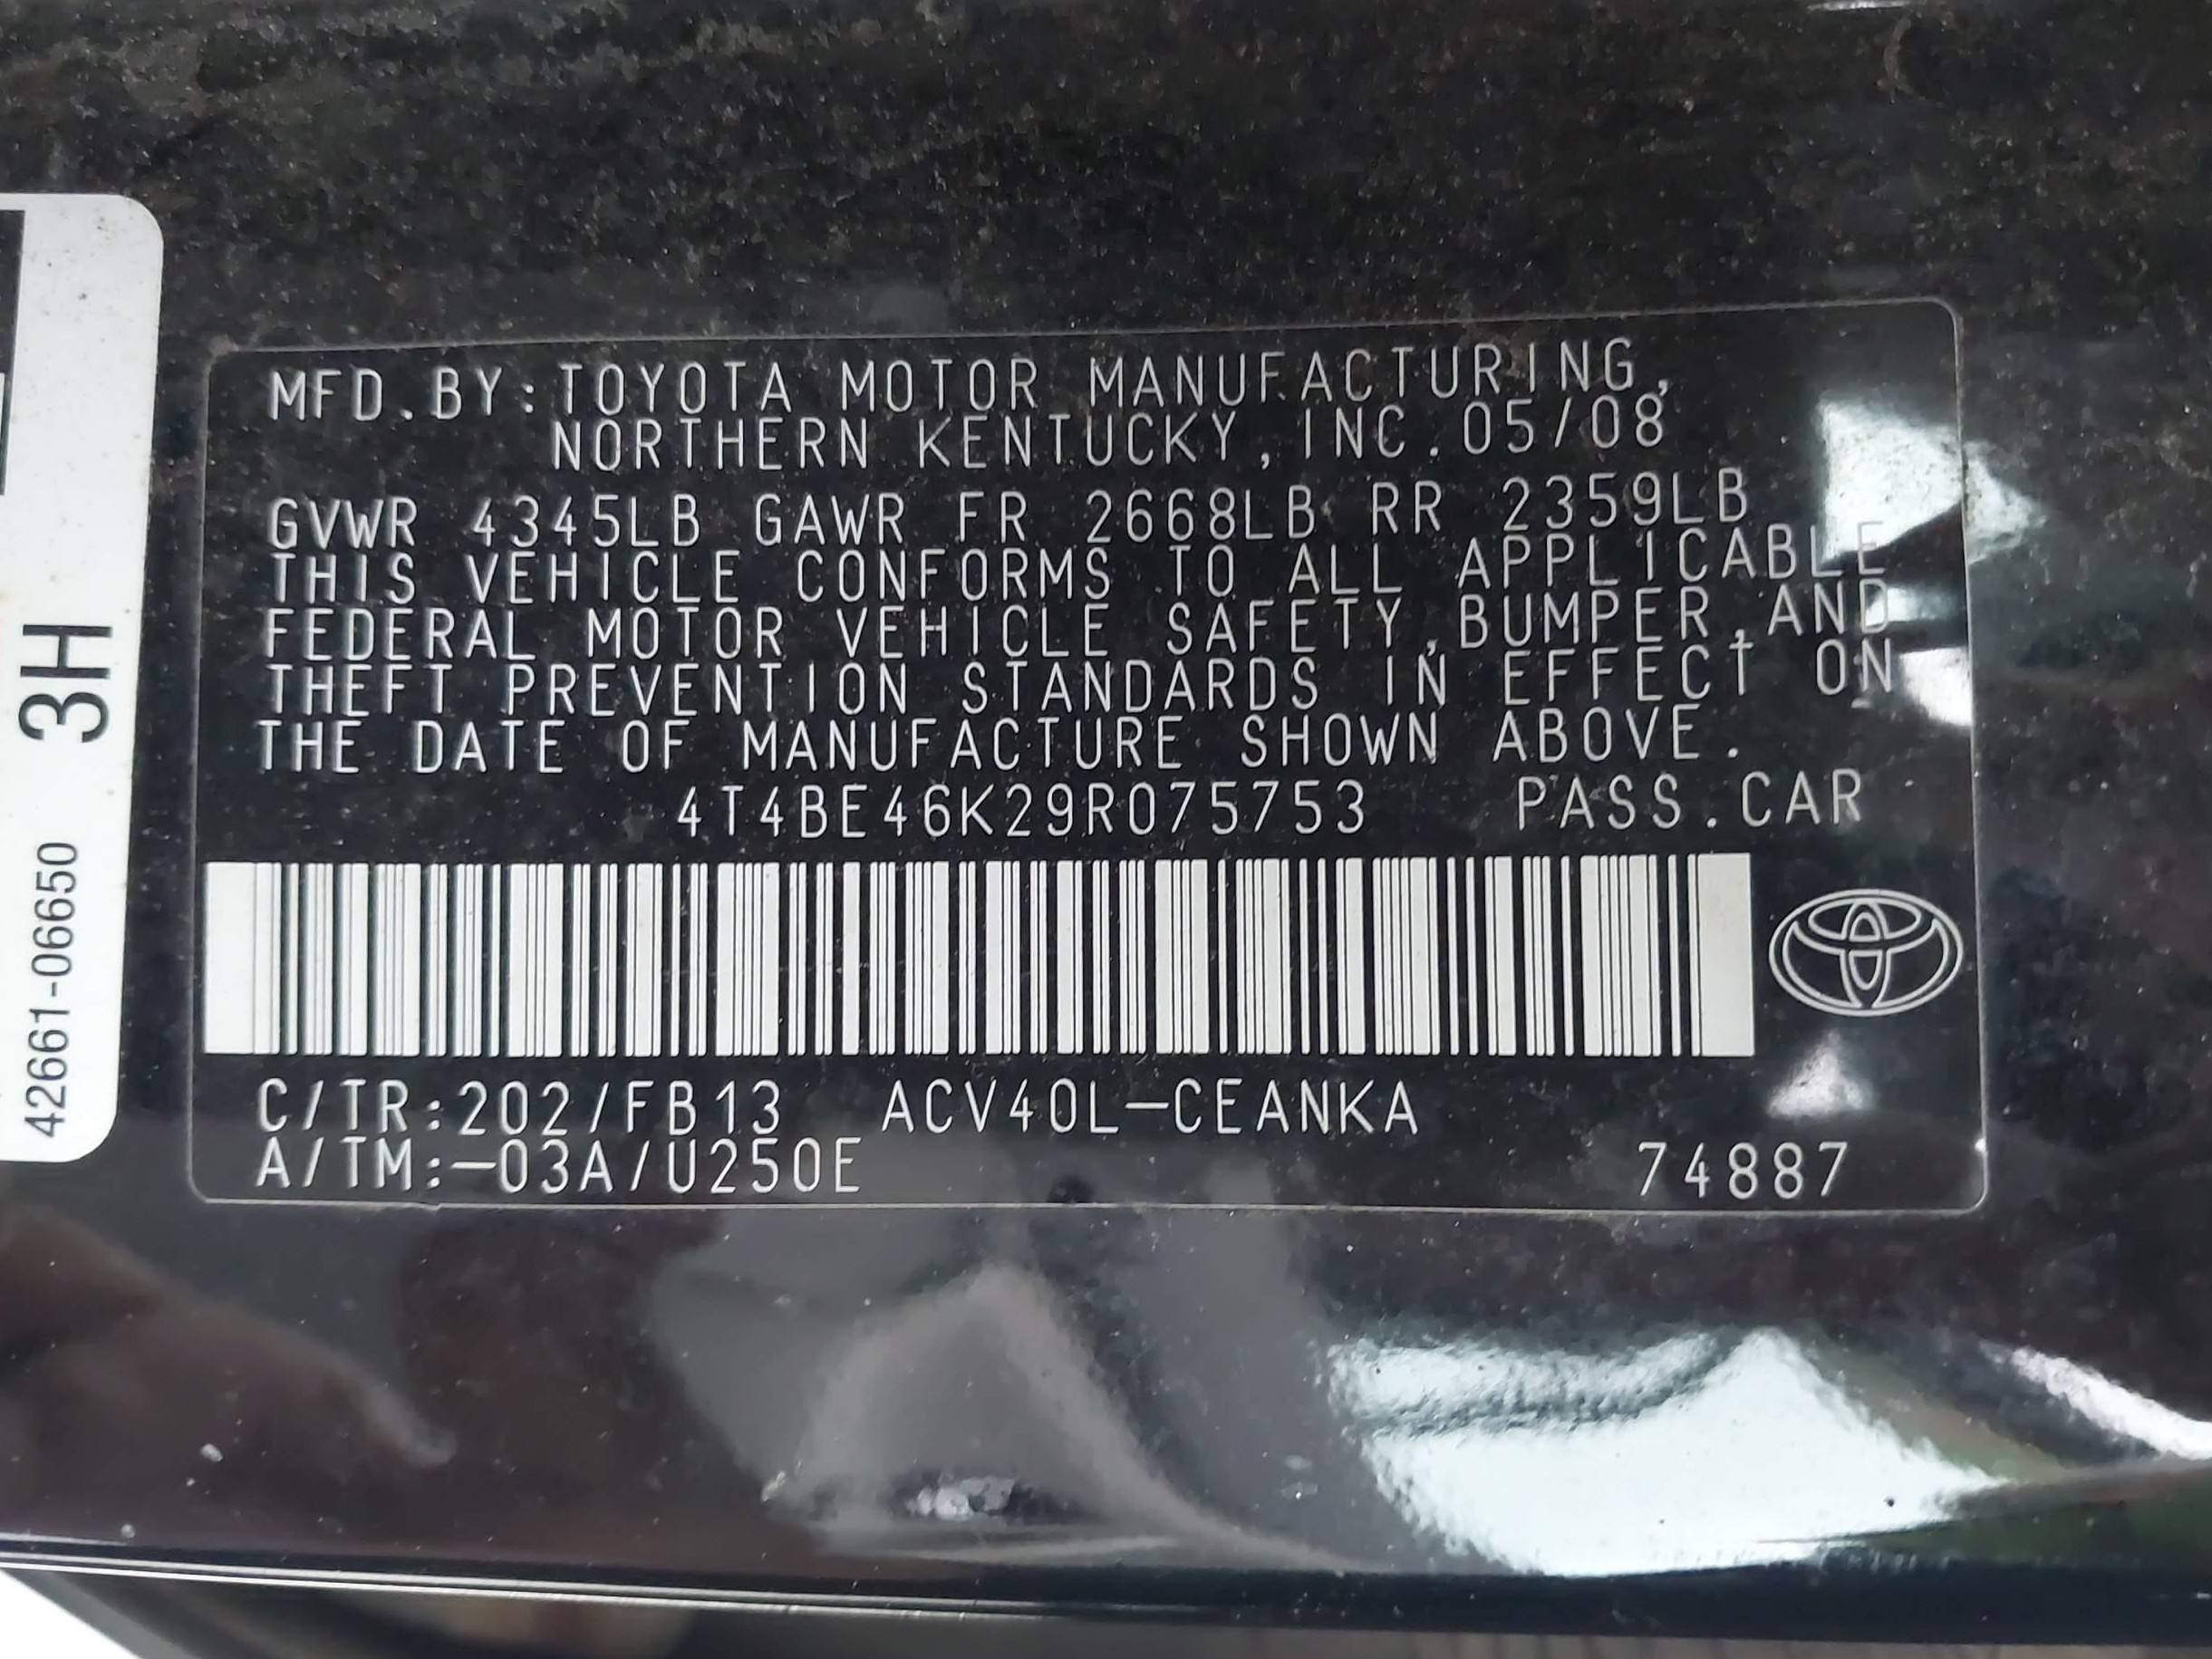 MFD.BY:TOYOTA MOTOR MANUFACTURING,
NORTHERN KENTUCKY, INC. 05/08
GVWR 4345LB GAWR FR 2668LB RR 2359LB
THIS VEHICLE CONFORMS TO ALL APPLICABLE
FEDERAL MOTOR VEHICLE SAFETY,BUMPER,AND
THEFT PREVENTION STANDARDS IN EFFECT ON
THE DATE OF MANUFACTURE SHOWN ABOVE.
4T4BE46K29R075753 PASS.CAR
C/TR:202/FB13 ACV40L-CEANKA
A/TM:-03A/U250E 74887
42661-06650 3H